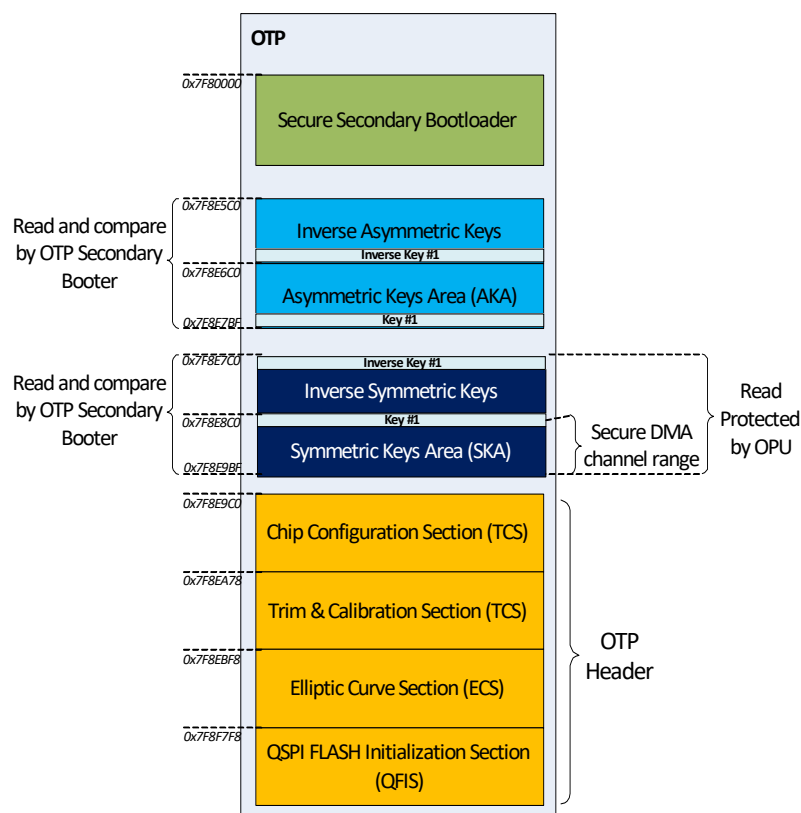 OTP
0x7F80000
Secure Secondary Bootloader
0x7F8E5C0
Read and compare
by OTP Secondary
Booter
Inverse Asymmetric Keys
Inverse Key #1
0x7F8E6C0
Asymmetric Keys Area (AKA)
Key #1
0x7F8E7BF
0x7F8E7C0
Read and compare
by OTP Secondary
Booter
Inverse Key #1
Inverse Symmetric Keys
0x7F8E8C0
Key #1
Symmetric Keys Area (SKA)
0x7F8E9BF
Secure DMA
channel range
Read
Protected
by OPU
0x7F8E9C0
Chip Configuration Section (TCS)
0x7F8EA78
Trim & Calibration Section (TCS)
0x7F8EBF8
Elliptic Curve Section (ECS)
0x7F8F7F8
QSPI FLASH Initialization Section
(QFIS)
OTP
Header